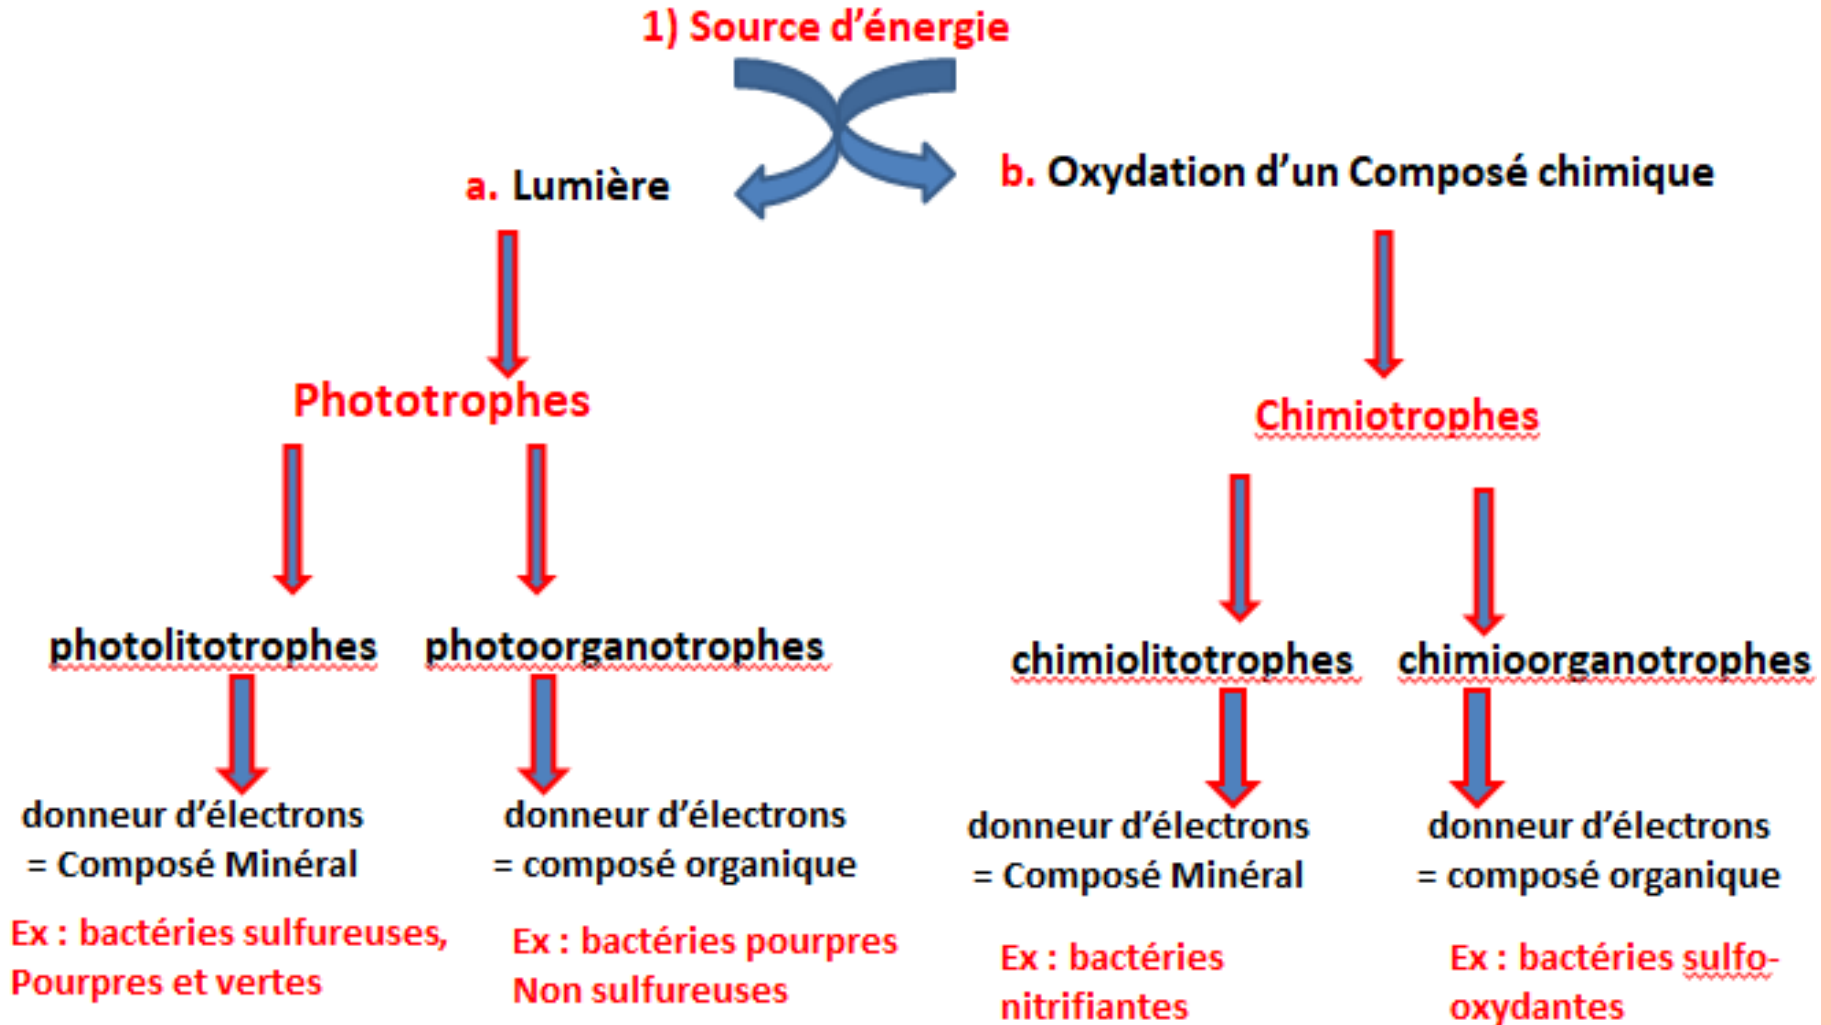 1) Source d'énergie
a. Lumière
b. Oxydation d'un Composé chimique
Phototrophes
Chimiotrophes
photolitotrophes
photoorganotrophes
chimiolitotrophes
chimioorganotrophes
donneur d'électrons
= Composé Minéral
donneur d'électrons
= composé organique
donneur d'électrons
= Composé Minéral
donneur d'électrons
= composé organique
Ex : bactéries sulfureuses,
Pourpres et vertes
Ex : bactéries pourpres
Non sulfureuses
Ex : bactéries
nitrifiantes
Ex : bactéries sulfo-
oxydantes